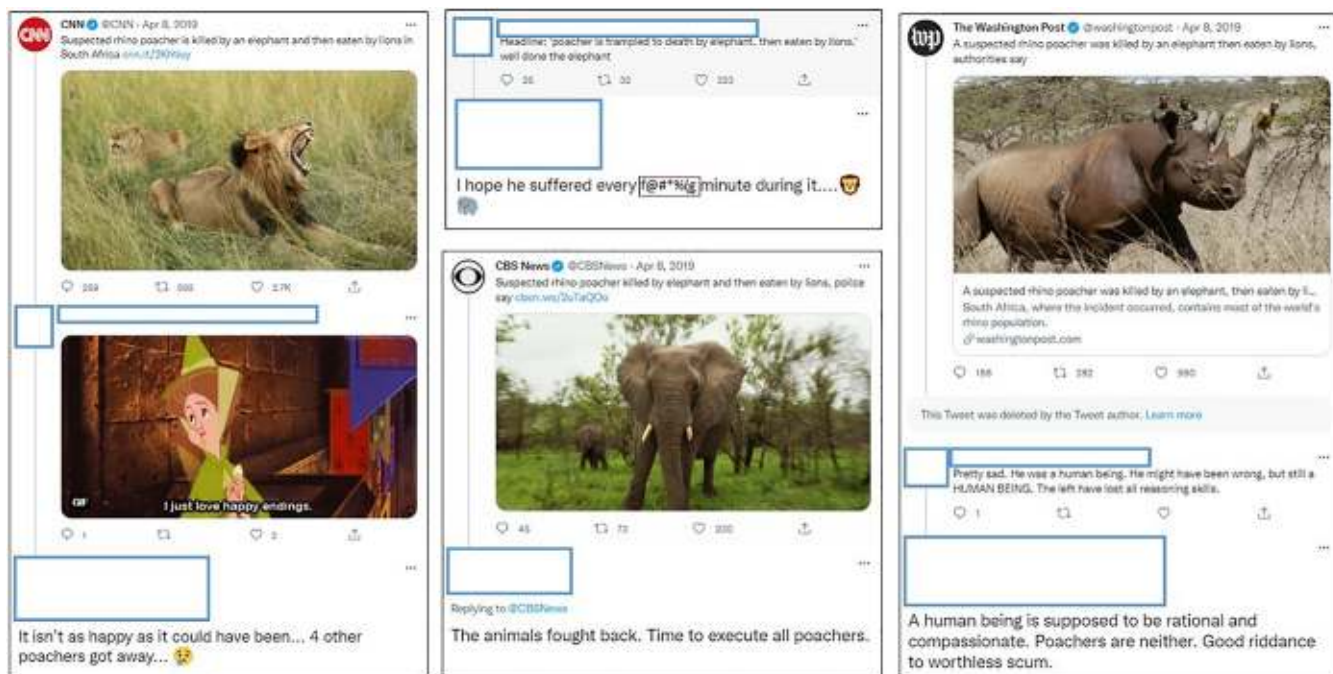 CNN @CNN · Apr 8, 2019
Suspected rhino poacher is killed by an elephant and then eaten by lions in
South Africa
I just love happy endings.
GIF
1
2
It isn't as happy as it could have been... 4 other
poachers got away... 😢
Headline: 'poacher is trampled to death by elephant, then eaten by lions.'
well done the elephant
I hope he suffered every f@#*%(g minute during it....🦁
🐘
CBS News @CBSNews · Apr 8, 2019
Suspected rhino poacher killed by elephant and then eaten by lions, police
say cbsn.ws/2uTaQOs
45
Replying to @CBSNews
The animals fought back. Time to execute all poachers.
wp
The Washington Post @washingtonpost · Apr 8, 2019
A suspected rhino poacher was killed by an elephant then eaten by lions,
authorities say
A suspected rhino poacher was killed by an elephant, then eaten by li...
South Africa, where the incident occurred, contains most of the world's
rhino population.
washingtonpost.com
This Tweet was deleted by the Tweet author. Learn more
Pretty sad. He was a human being. He might have been wrong, but still a
HUMAN BEING. The left have lost all reasoning skills.
1
A human being is supposed to be rational and
compassionate. Poachers are neither. Good riddance
to worthless scum.